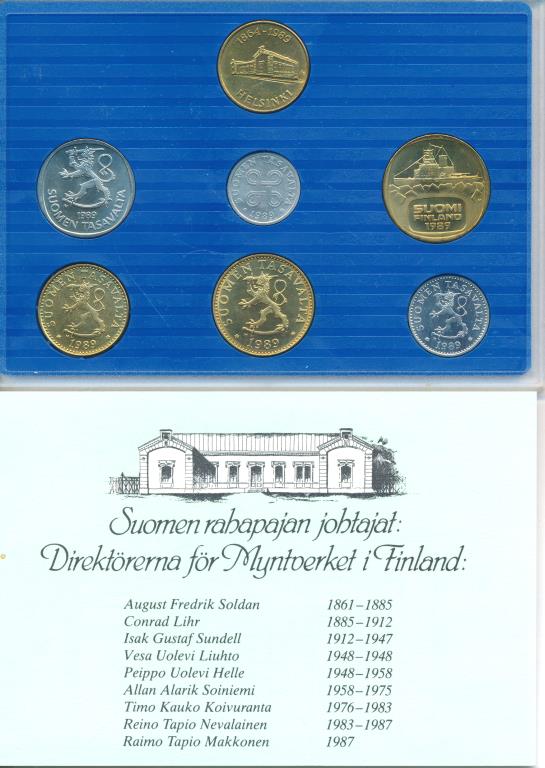 1864-1989
HELSINKI
1989
SUOMEN TASAVALTA
SUOMEN TASAVALTA
1989
SUOMI
FINLAND
1987
SUOMEN TASAVALTA
1989
SUOMEN TASAVALTA
1989
SUOMEN TASAVALTA
1989
Suomen rahapajan johtajat:
Direktörerna för Myntverket i Finland:
August Fredrik Soldan 1861–1885
Conrad Lihr 1885–1912
Isak Gustaf Sundell 1912–1947
Vesa Uolevi Liuhto 1948–1948
Peippo Uolevi Helle 1948–1958
Allan Alarik Soiniemi 1958–1975
Timo Kauko Koivuranta 1976–1983
Reino Tapio Nevalainen 1983–1987
Raimo Tapio Makkonen 1987